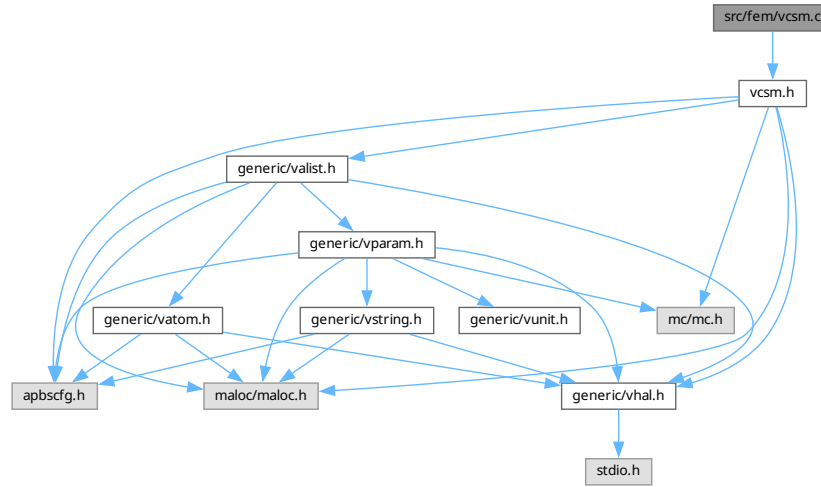 src/fem/vcsm.c
vcsm.h
generic/valist.h
generic/vparam.h
generic/vatom.h
generic/vstring.h
generic/vunit.h
mc/mc.h
apbscfg.h
maloc/maloc.h
generic/vhal.h
stdio.h